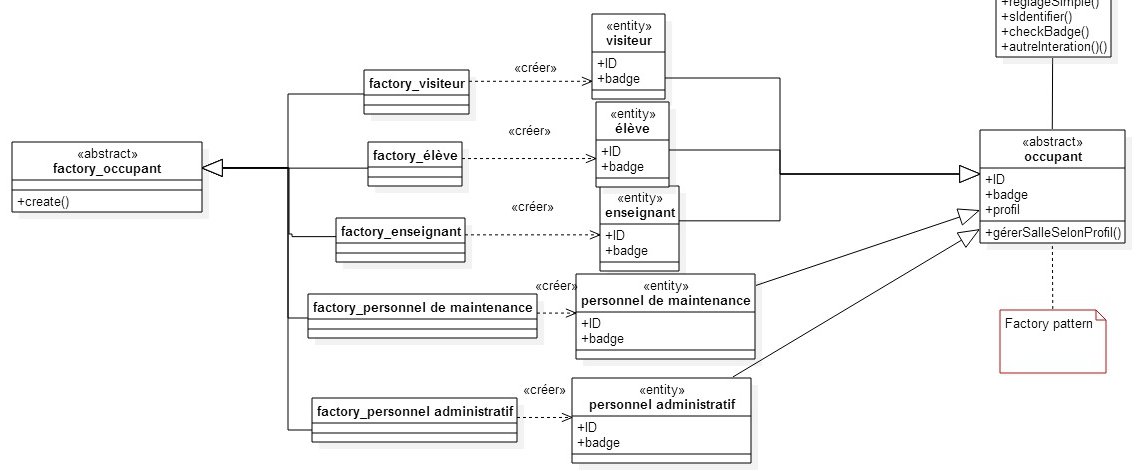 +reglageSimple()
+sIdentifier()
+checkBadge()
+autreInteration()()
«entity»
visiteur
+ID
+badge
«créer»
factory_visiteur
«entity»
élève
+ID
+badge
«créer»
factory_élève
«abstract»
factory_occupant
+create()
«abstract»
occupant
+ID
+badge
+profil
+gérerSalleSelonProfil()
«entity»
enseignant
+ID
+badge
«créer»
factory_enseignant
«créer»
«entity»
personnel de maintenance
+ID
+badge
factory_personnel de maintenance
Factory pattern
«créer»
«entity»
personnel administratif
+ID
+badge
factory_personnel administratif